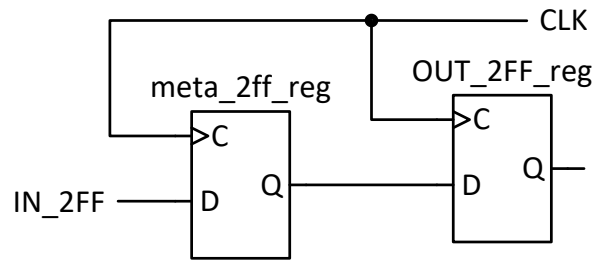 CLK
meta_2ff_reg
OUT_2FF_reg
C
C
IN_2FF
D
Q
D
Q